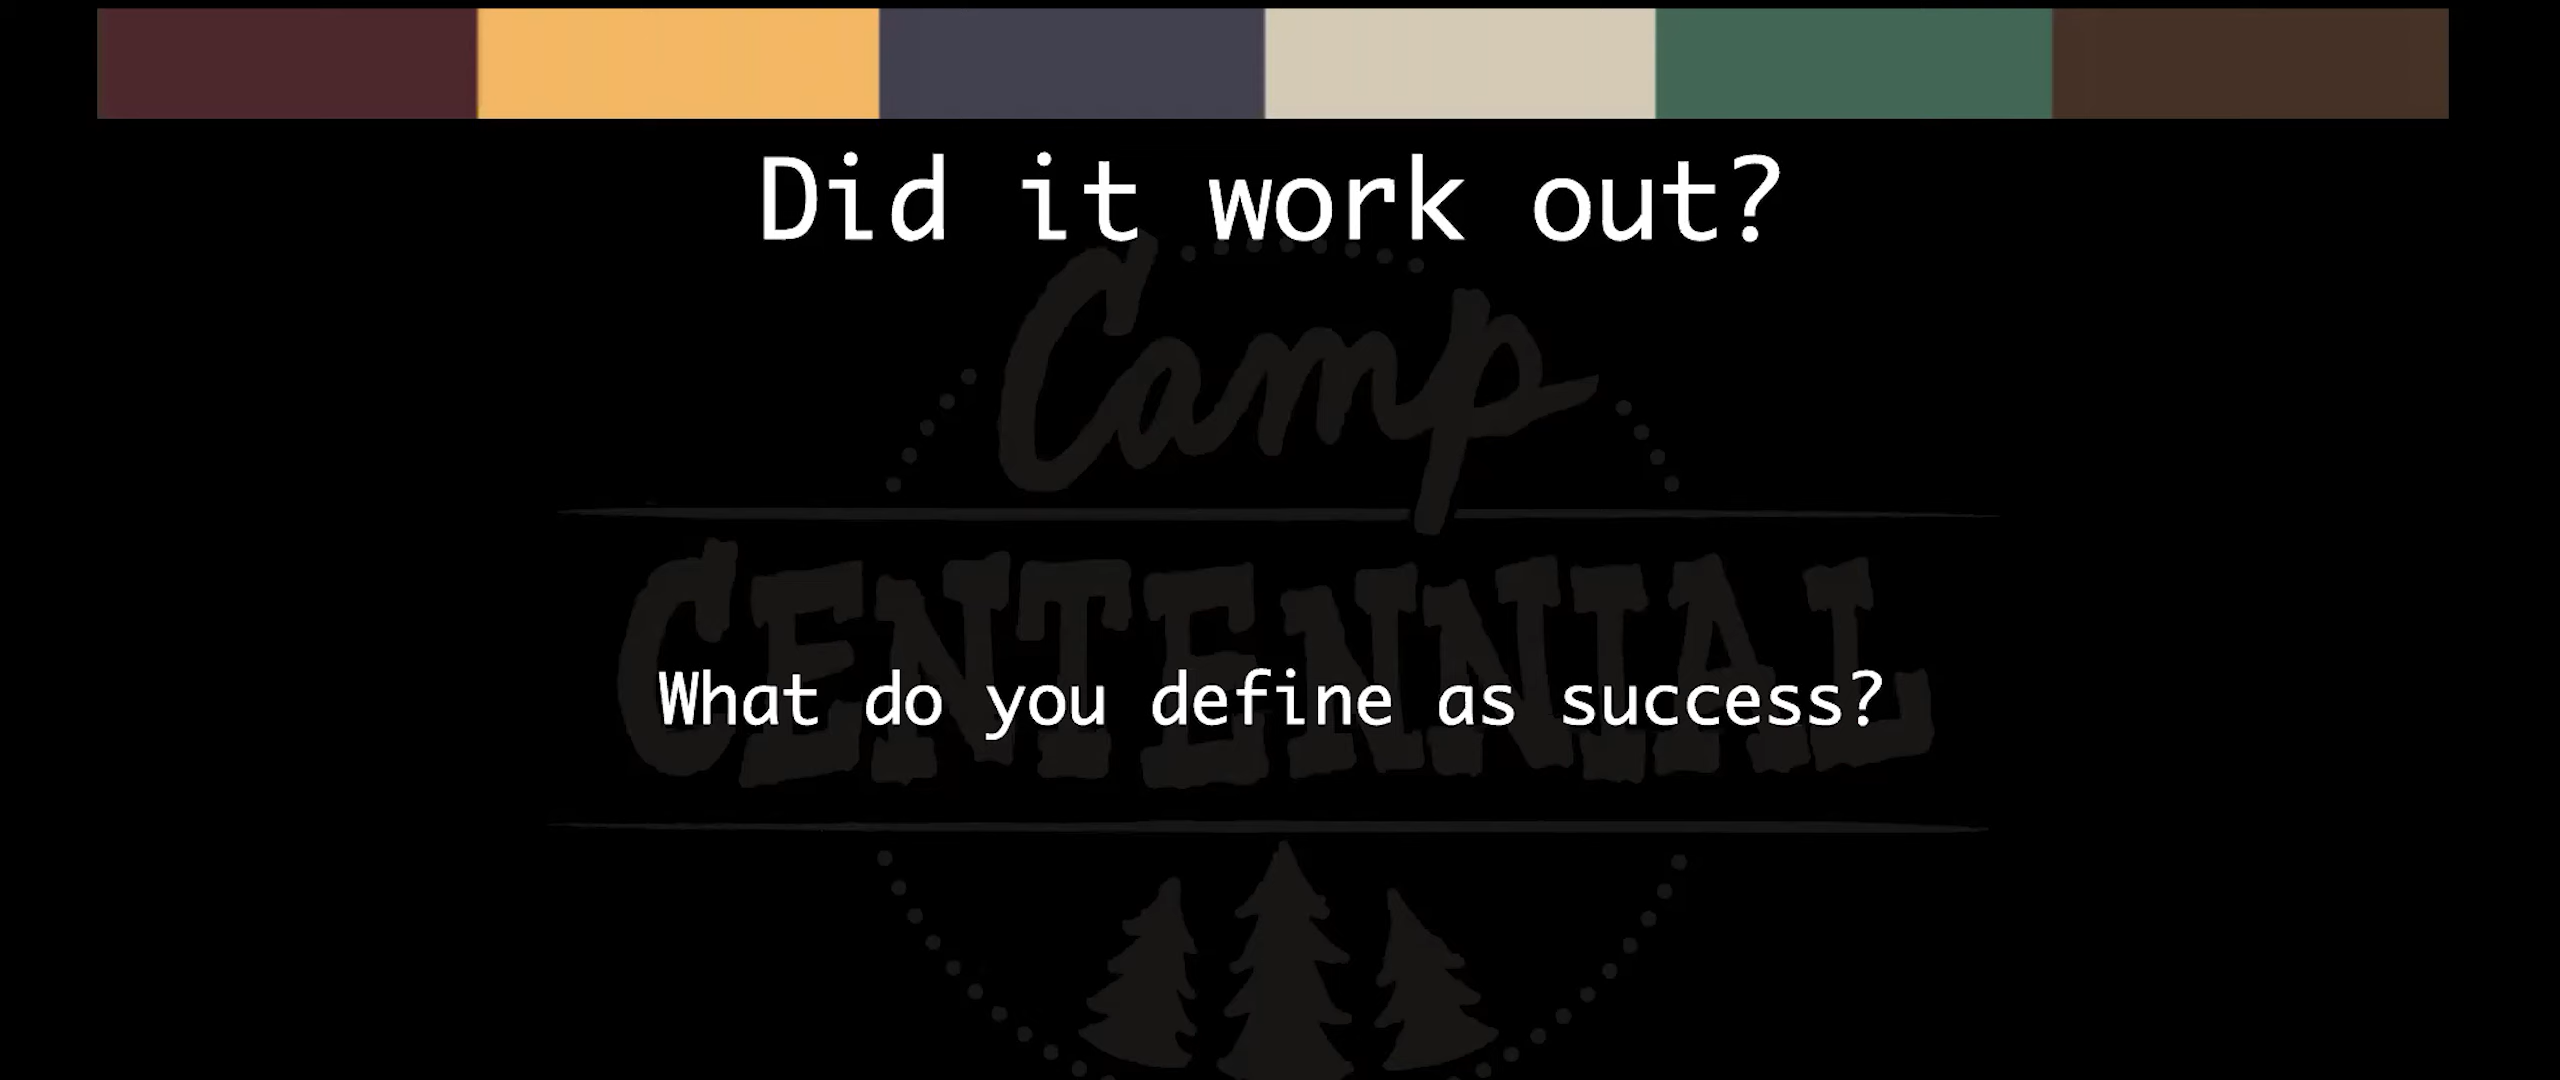 Did it work out?
Camp
CENTENNIAL
What do you define as success?